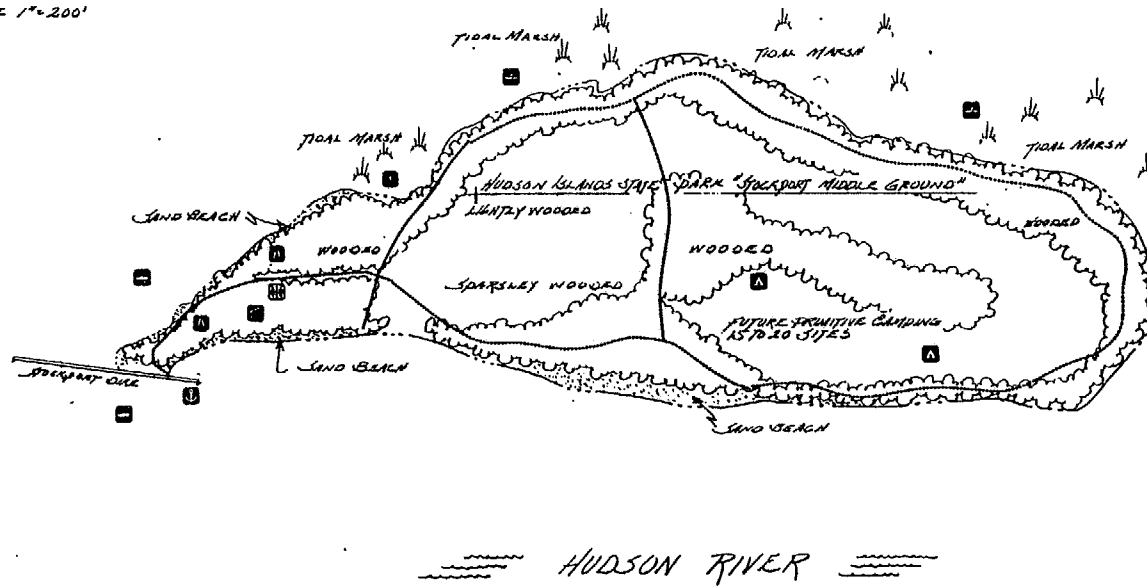 = 1"=200'
TIDAL MARSH
TIDAL MARSH
TIDAL MARSH
TIDAL MARSH
HUDSON ISLANDS STATE PARK "STOCKPORT MIDDLE GROUND"
LIGHTLY WOODED
SAND BEACH
WOODED
WOODED
WOODED
SPARSLEY WOODED
FUTURE PRIMITIVE CAMPING
15 TO 20 SITES
SAND BEACH
STOCKPORT DIKE
SAND BEACH
HUDSON RIVER